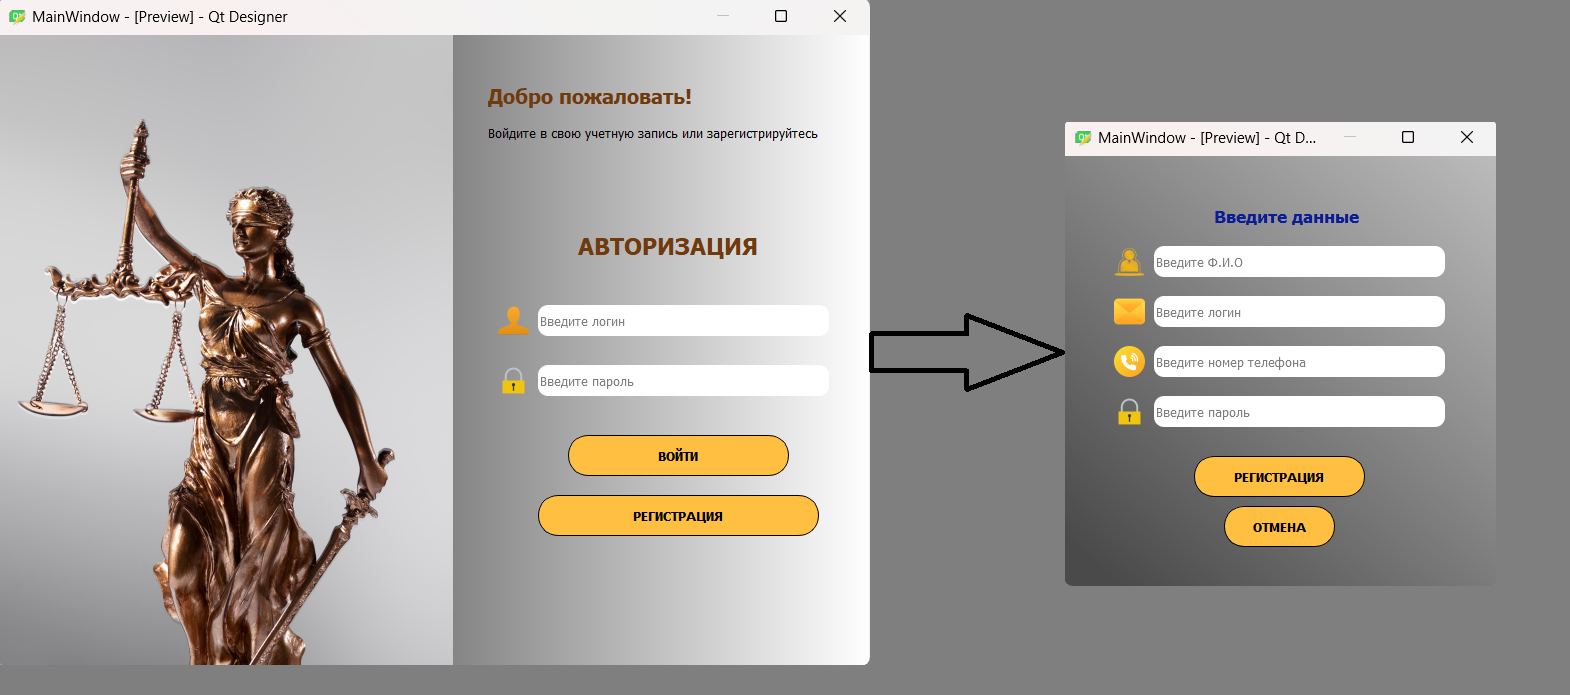 MainWindow - [Preview] - Qt Designer
Добро пожаловать!
Войдите в свою учетную запись или зарегистрируйтесь
АВТОРИЗАЦИЯ
Введите логин
Введите пароль
ВОЙТИ
РЕГИСТРАЦИЯ
MainWindow - [Preview] - Qt D...
Введите данные
Введите Ф.И.О
Введите логин
Введите номер телефона
Введите пароль
РЕГИСТРАЦИЯ
ОТМЕНА